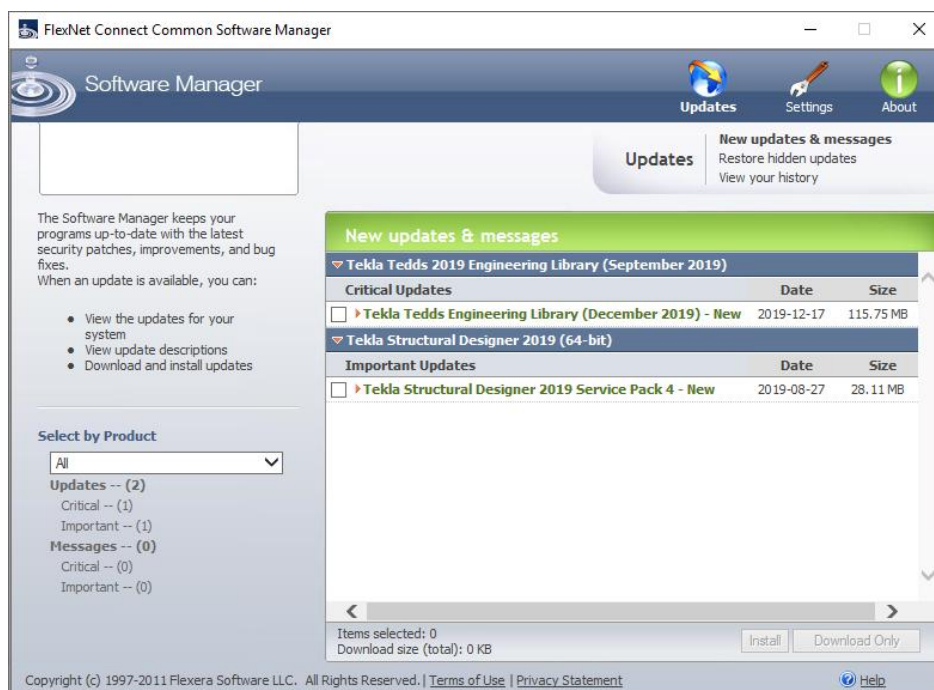 FlexNet Connect Common Software Manager
Software Manager
Updates
Settings
About
Updates
New updates & messages
Restore hidden updates
View your history
The Software Manager keeps your
programs up-to-date with the latest
security patches, improvements, and bug
fixes.
When an update is available, you can:
• View the updates for your
system
• View update descriptions
• Download and install updates
Select by Product
All
Updates -- (2)
Critical -- (1)
Important -- (1)
Messages -- (0)
Critical -- (0)
Important -- (0)
New updates & messages
Tekla Tedds 2019 Engineering Library (September 2019)
Critical Updates Date Size
Tekla Tedds Engineering Library (December 2019) - New 2019-12-17 115.75 MB
Tekla Structural Designer 2019 (64-bit)
Important Updates Date Size
Tekla Structural Designer 2019 Service Pack 4 - New 2019-08-27 28.11 MB
Items selected: 0
Download size (total): 0 KB
Install
Download Only
Copyright (c) 1997-2011 Flexera Software LLC. All Rights Reserved. | Terms of Use | Privacy Statement
Help